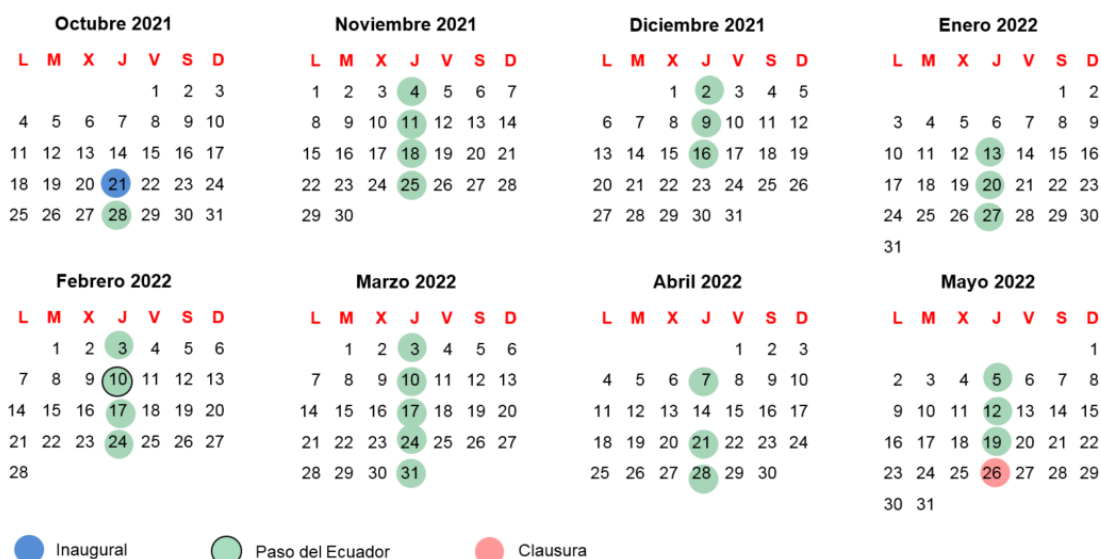 Octubre 2021
L M X J V S D
1 2 3
4 5 6 7 8 9 10
11 12 13 14 15 16 17
18 19 20 21 22 23 24
25 26 27 28 29 30 31
Noviembre 2021
L M X J V S D
1 2 3 4 5 6 7
8 9 10 11 12 13 14
15 16 17 18 19 20 21
22 23 24 25 26 27 28
29 30
Diciembre 2021
L M X J V S D
1 2 3 4 5
6 7 8 9 10 11 12
13 14 15 16 17 18 19
20 21 22 23 24 25 26
27 28 29 30 31
Enero 2022
L M X J V S D
1 2
3 4 5 6 7 8 9
10 11 12 13 14 15 16
17 18 19 20 21 22 23
24 25 26 27 28 29 30
31
Febrero 2022
L M X J V S D
1 2 3 4 5 6
7 8 9 10 11 12 13
14 15 16 17 18 19 20
21 22 23 24 25 26 27
28
Marzo 2022
L M X J V S D
1 2 3 4 5 6
7 8 9 10 11 12 13
14 15 16 17 18 19 20
21 22 23 24 25 26 27
28 29 30 31
Abril 2022
L M X J V S D
1 2 3
4 5 6 7 8 9 10
11 12 13 14 15 16 17
18 19 20 21 22 23 24
25 26 27 28 29 30
Mayo 2022
L M X J V S D
1
2 3 4 5 6 7 8
9 10 11 12 13 14 15
16 17 18 19 20 21 22
23 24 25 26 27 28 29
30 31
Inaugural
Paso del Ecuador
Clausura